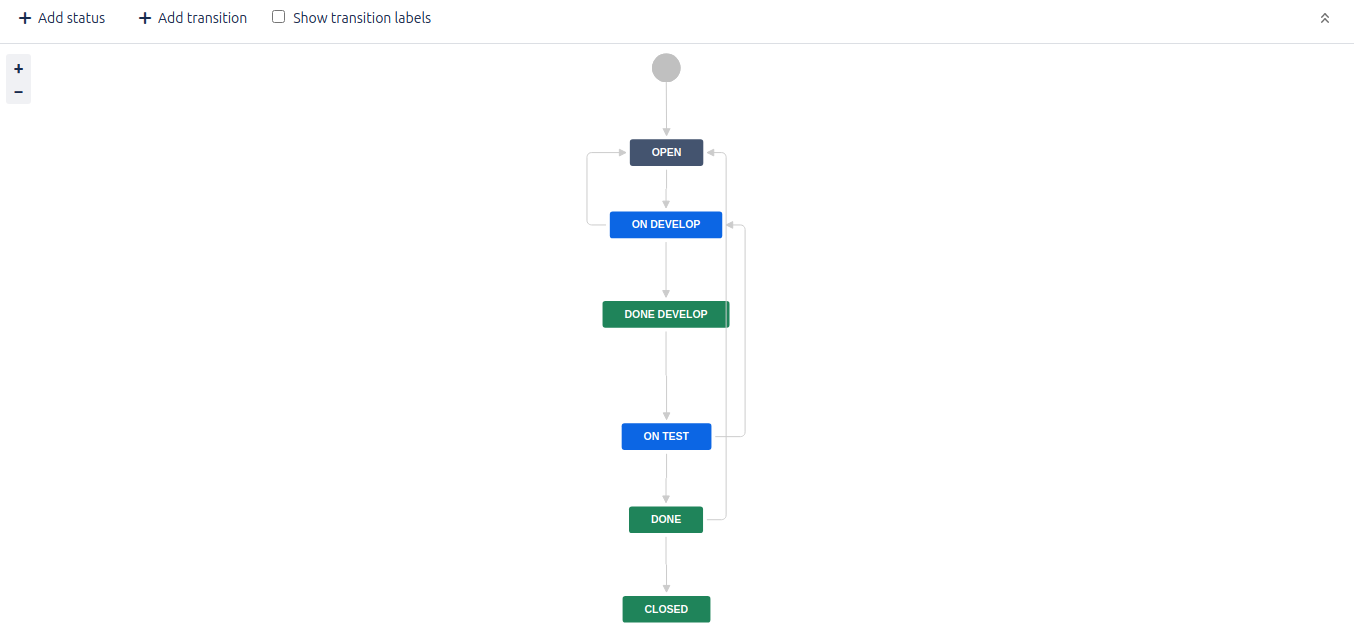 + Add status + Add transition Show transition labels
+
−
OPEN
ON DEVELOP
DONE DEVELOP
ON TEST
DONE
CLOSED